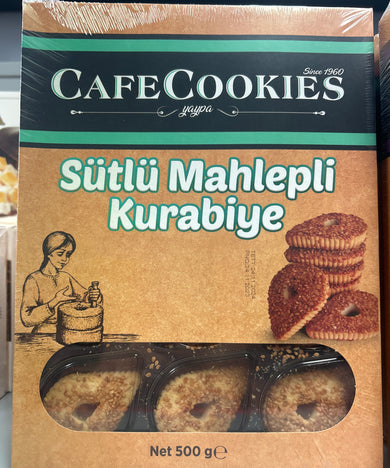 CAFECOOKIES
Since 1960
yaypa
Sütlü Mahlepli
Kurabiye
Net 500 g℮